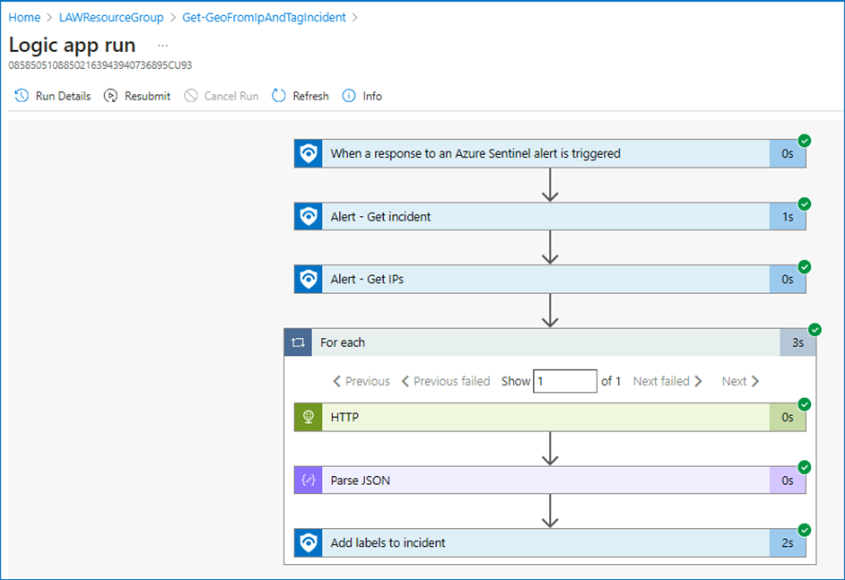 Home > LAWResourceGroup > Get-GeoFromIpAndTagIncident >
Logic app run ...
08585051088502163943940736895CU93
Run Details Resubmit Cancel Run Refresh Info
When a response to an Azure Sentinel alert is triggered 0s
Alert - Get incident 1s
Alert - Get IPs 0s
For each 3s
< Previous < Previous failed Show 1 of 1 Next failed > Next >
HTTP 0s
Parse JSON 0s
Add labels to incident 2s